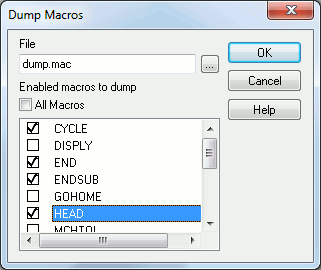 Dump Macros
File
OK
dump.mac
...
Cancel
Enabled macros to dump
All Macros
Help
CYCLE
DISPLY
END
ENDSUB
GOHOME
HEAD